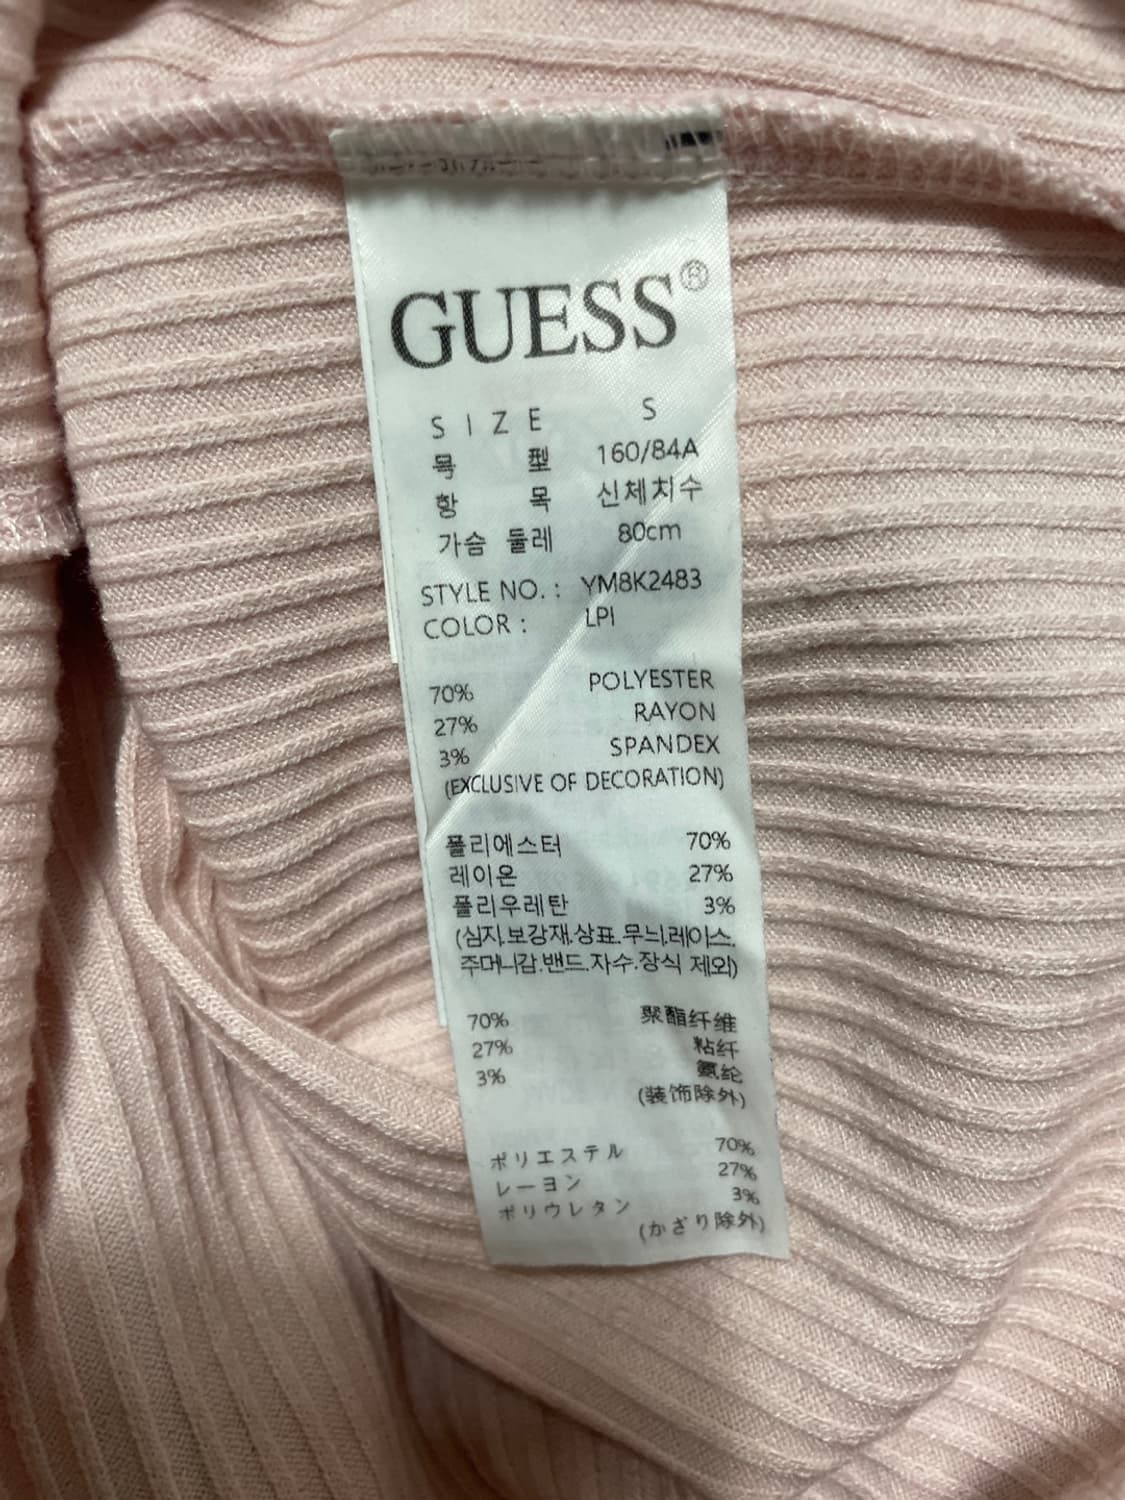 GUESS®
SIZE S
号 型 160/84A
항 목 신체치수
가슴 둘레 80cm
STYLE NO. : YM8K2483
COLOR : LPI
70% POLYESTER
27% RAYON
3% SPANDEX
(EXCLUSIVE OF DECORATION)
폴리에스터 70%
레이온 27%
폴리우레탄 3%
(심지.보강재.상표.무늬.레이스.
주머니감.밴드.자수.장식 제외)
70% 聚酯纤维
27% 粘纤
3% 氨纶
(装饰除外)
ポリエステル 70%
レーヨン 27%
ポリウレタン 3%
(かざり除外)